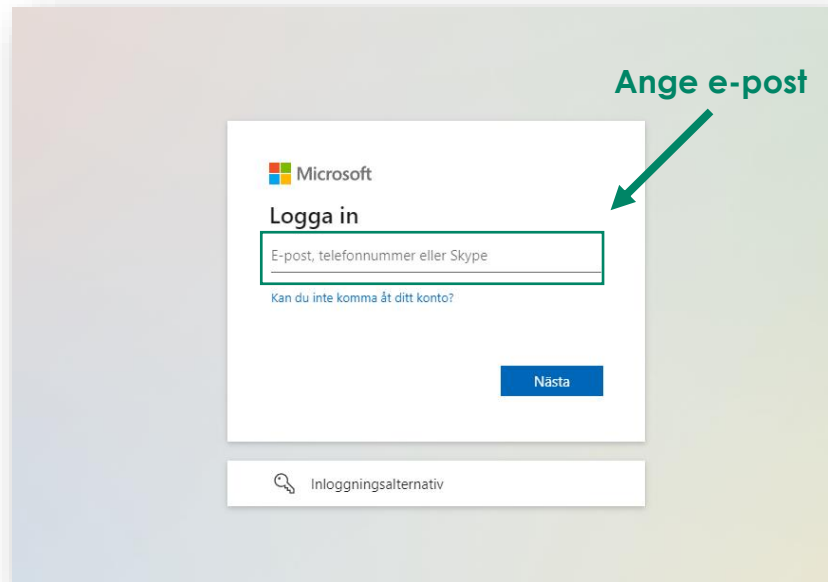 Ange e-post
Microsoft
Logga in
E-post, telefonnummer eller Skype
Kan du inte komma åt ditt konto?
Nästa
Inloggningsalternativ